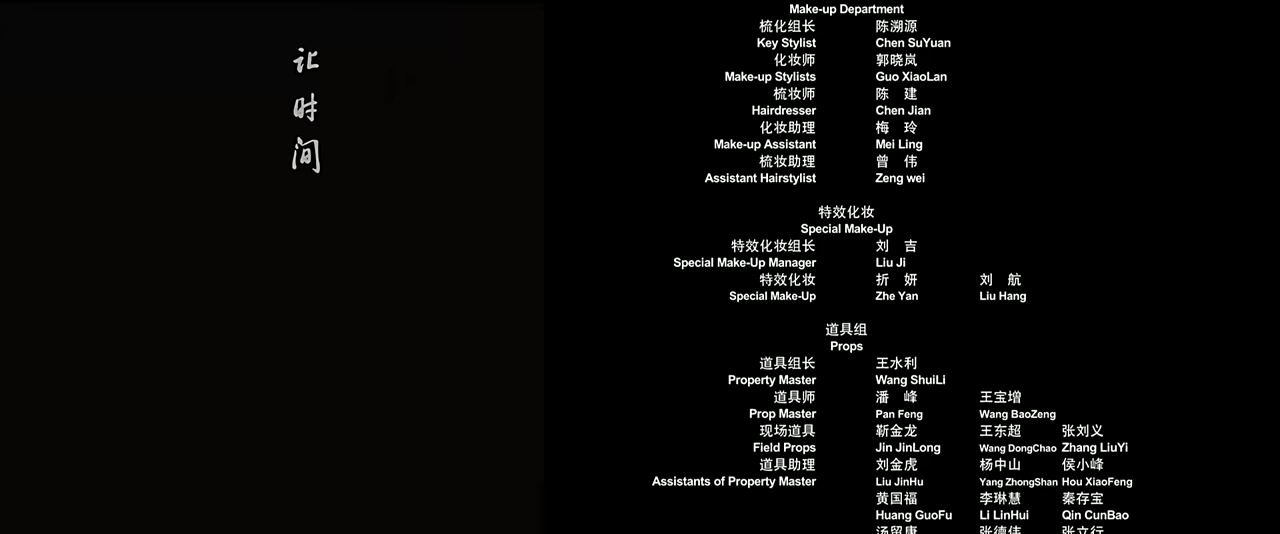 让时间
Make-up Department
梳化组长 陈溯源
Key Stylist Chen SuYuan
化妆师 郭晓岚
Make-up Stylists Guo XiaoLan
梳妆师 陈 建
Hairdresser Chen Jian
化妆助理 梅 玲
Make-up Assistant Mei Ling
梳妆助理 曾 伟
Assistant Hairstylist Zeng wei
特效化妆
Special Make-Up
特效化妆组长 刘 吉
Special Make-Up Manager Liu Ji
特效化妆 折 妍 刘 航
Special Make-Up Zhe Yan Liu Hang
道具组
Props
道具组长 王水利
Property Master Wang ShuiLi
道具师 潘 峰 王宝增
Prop Master Pan Feng Wang BaoZeng
现场道具 靳金龙 王东超 张刘义
Field Props Jin JinLong Wang DongChao Zhang LiuYi
道具助理 刘金虎 杨中山 侯小峰
Assistants of Property Master Liu JinHu Yang ZhongShan Hou XiaoFeng
黄国福 李琳慧 秦存宝
Huang GuoFu Li LinHui Qin CunBao
汤留唐 张德伟 张立行